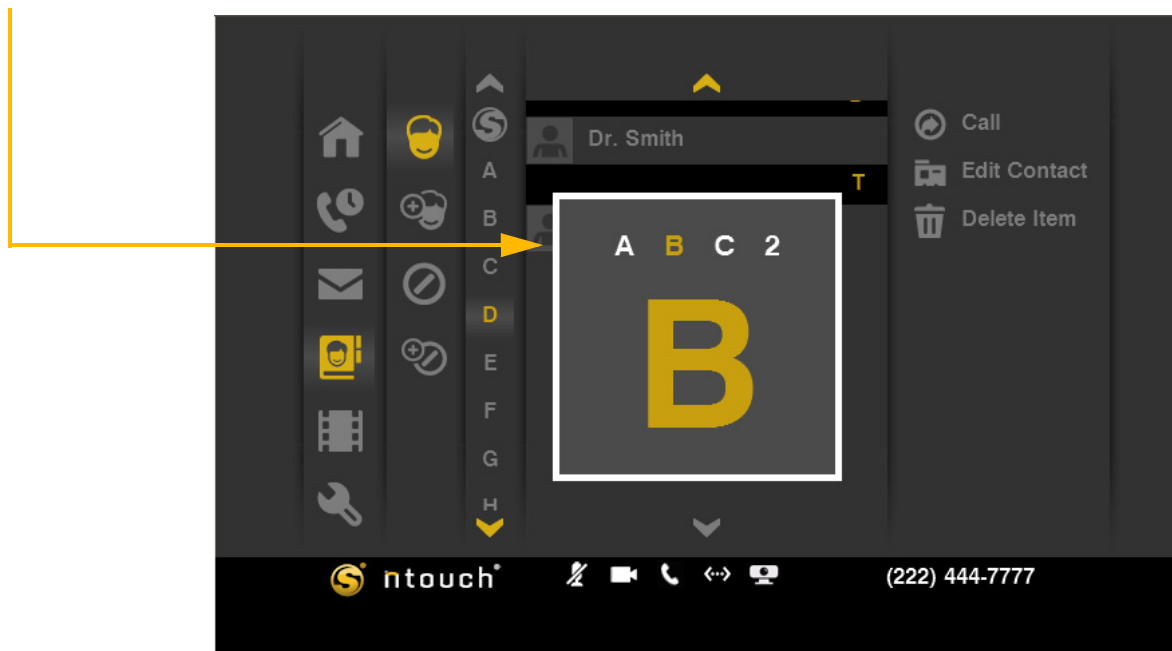 S
A
B
C
D
E
F
G
H
Dr. Smith
T
A B C 2
B
Call
Edit Contact
Delete Item
S ntouch®
(222) 444-7777